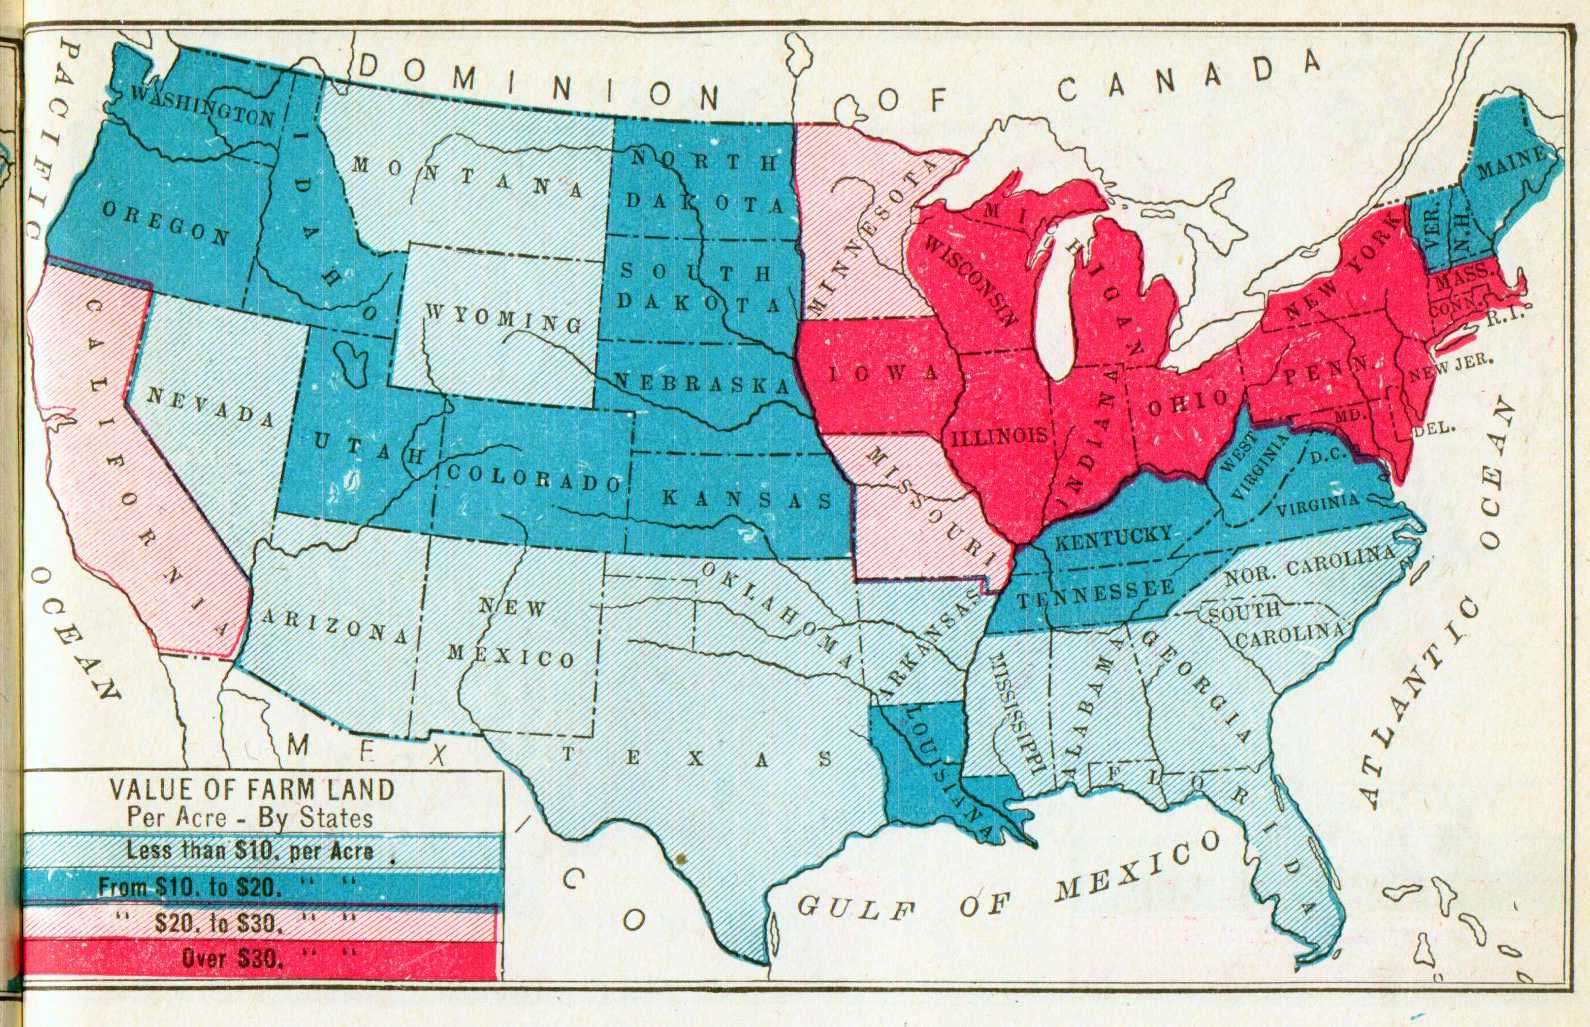 DOMINION OF CANADA
PACIFIC OCEAN
WASHINGTON
OREGON
IDAHO
MONTANA
NORTH DAKOTA
SOUTH DAKOTA
MINNESOTA
WISCONSIN
MICHIGAN
MAINE
VER.
N.H.
MASS.
CONN.
R.I.
NEW YORK
WYOMING
NEBRASKA
IOWA
CALIFORNIA
NEVADA
UTAH
COLORADO
KANSAS
MISSOURI
ILLINOIS
INDIANA
OHIO
PENN.
NEW JER.
MD.
DEL.
D.C.
WEST VIRGINIA
VIRGINIA
KENTUCKY
TENNESSEE
NOR. CAROLINA
SOUTH CAROLINA
ARIZONA
NEW MEXICO
OKLAHOMA
ARKANSAS
MISSISSIPPI
ALABAMA
GEORGIA
TEXAS
LOUISIANA
FLORIDA
MEXICO
GULF OF MEXICO
ATLANTIC OCEAN
VALUE OF FARM LAND
Per Acre - By States
Less than $10. per Acre.
From $10. to $20. " "
" $20. to $30. " "
Over $30. " "